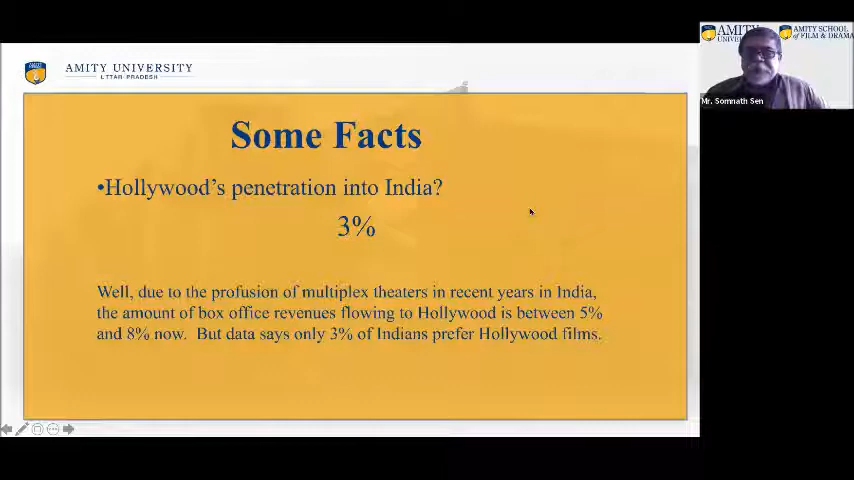 AMITY UNIVERSITY
UTTAR PRADESH
Some Facts
•Hollywood's penetration into India?
3%
Well, due to the profusion of multiplex theaters in recent years in India,
the amount of box office revenues flowing to Hollywood is between 5%
and 8% now. But data says only 3% of Indians prefer Hollywood films.
AMITY
AMITY SCHOOL
of FILM & DRAMA
Mr. Somnath Sen